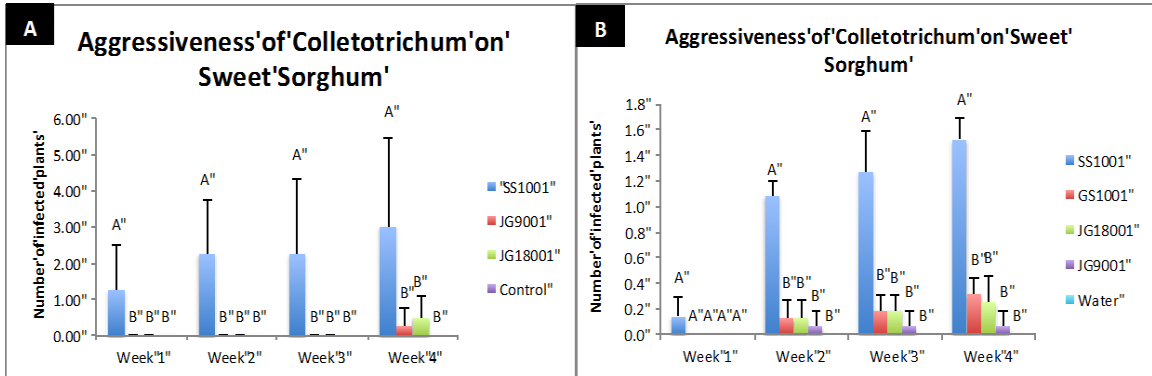 A
Aggressiveness'of'Colletotrichum'on'
Sweet'Sorghum'
Number'of'infected'plants'
6.00"
5.00"
4.00"
3.00"
2.00"
1.00"
0.00"
A"
B" B" B"
A"
B" B" B"
A"
B" B" B"
A"
B"
B"
B"
Week"1"
Week"2"
Week"3"
Week"4"
"SS1001"
JG9001"
JG18001"
Control"
B
Aggressiveness'of'Colletotrichum'on'Sweet'
Sorghum'
Number'of'infected'plants'
1.8"
1.6"
1.4"
1.2"
1.0"
0.8"
0.6"
0.4"
0.2"
0.0"
A"
A"A"A"A"
A"
B"B"
B"
B"
A"
B"B"
B"
B"
A"
B"B"
B"
B"
Week"1"
Week"2"
Week"3"
Week"4"
SS1001"
GS1001"
JG18001"
JG9001"
Water"